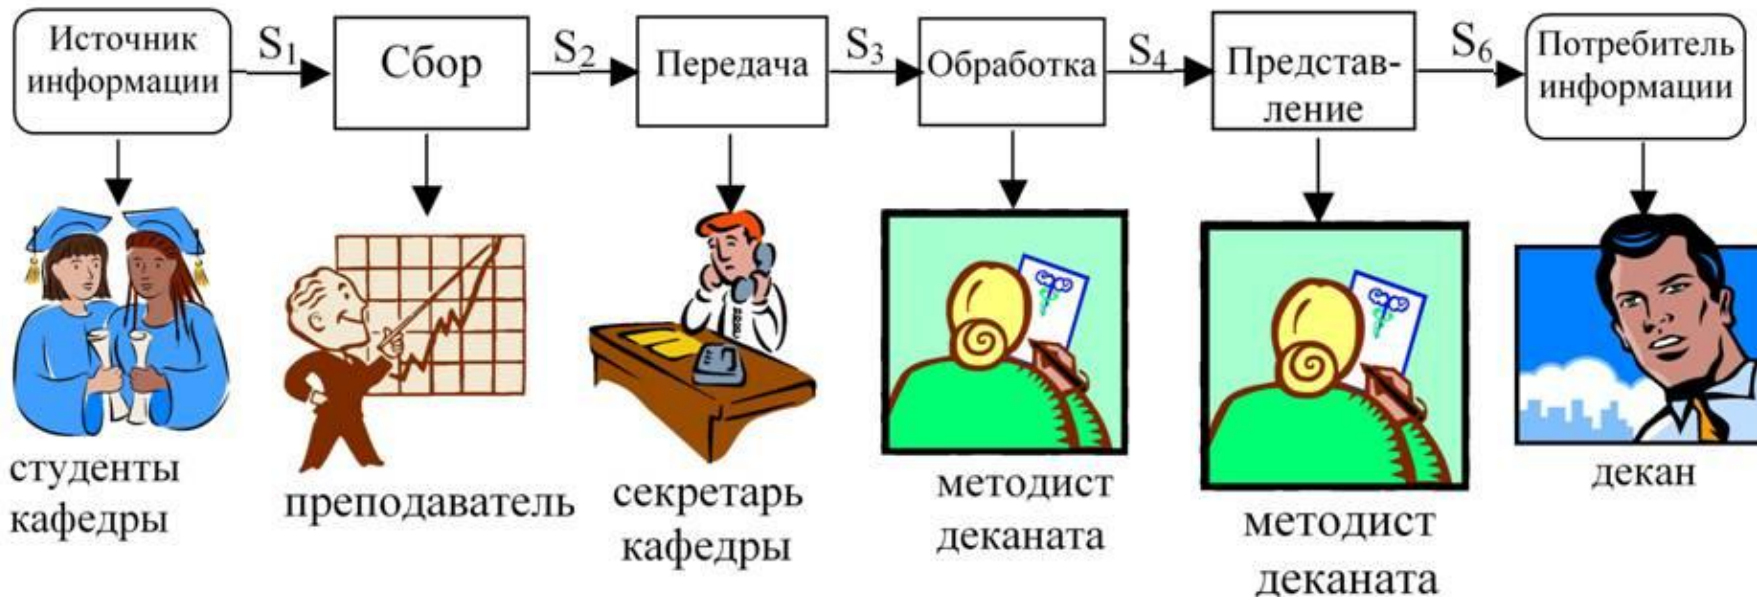 Источник
информации
S1
Сбор
S2
Передача
S3
Обработка
S4
Представ-
ление
S6
Потребитель
информации
студенты
кафедры
преподаватель
секретарь
кафедры
методист
деканата
методист
деканата
декан